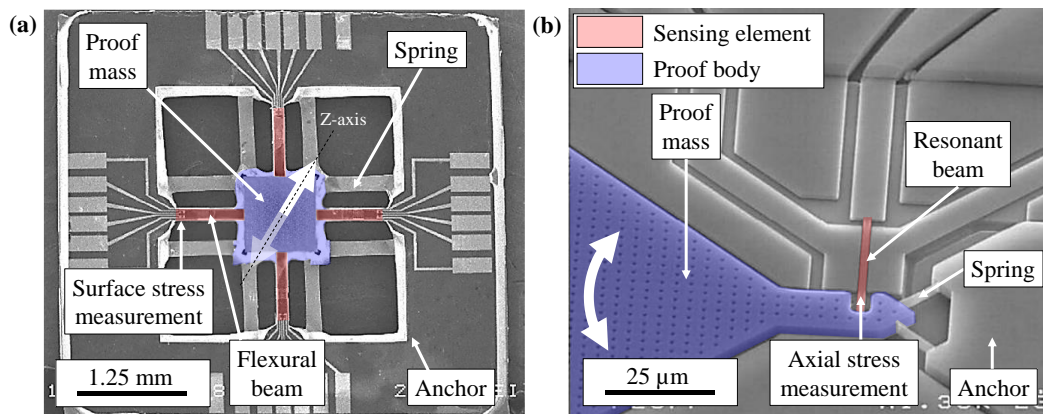 (a)
Proof
mass
Spring
Z-axis
Surface stress
measurement
Flexural
beam
Anchor
1.25 mm
(b)
Sensing element
Proof body
Proof
mass
Resonant
beam
Spring
Axial stress
measurement
Anchor
25 µm